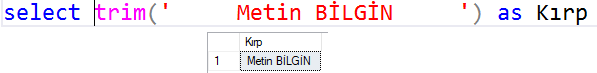 select trim('     Metin BİLGİN     ') as Kırp
Kırp
1 Metin BİLGİN